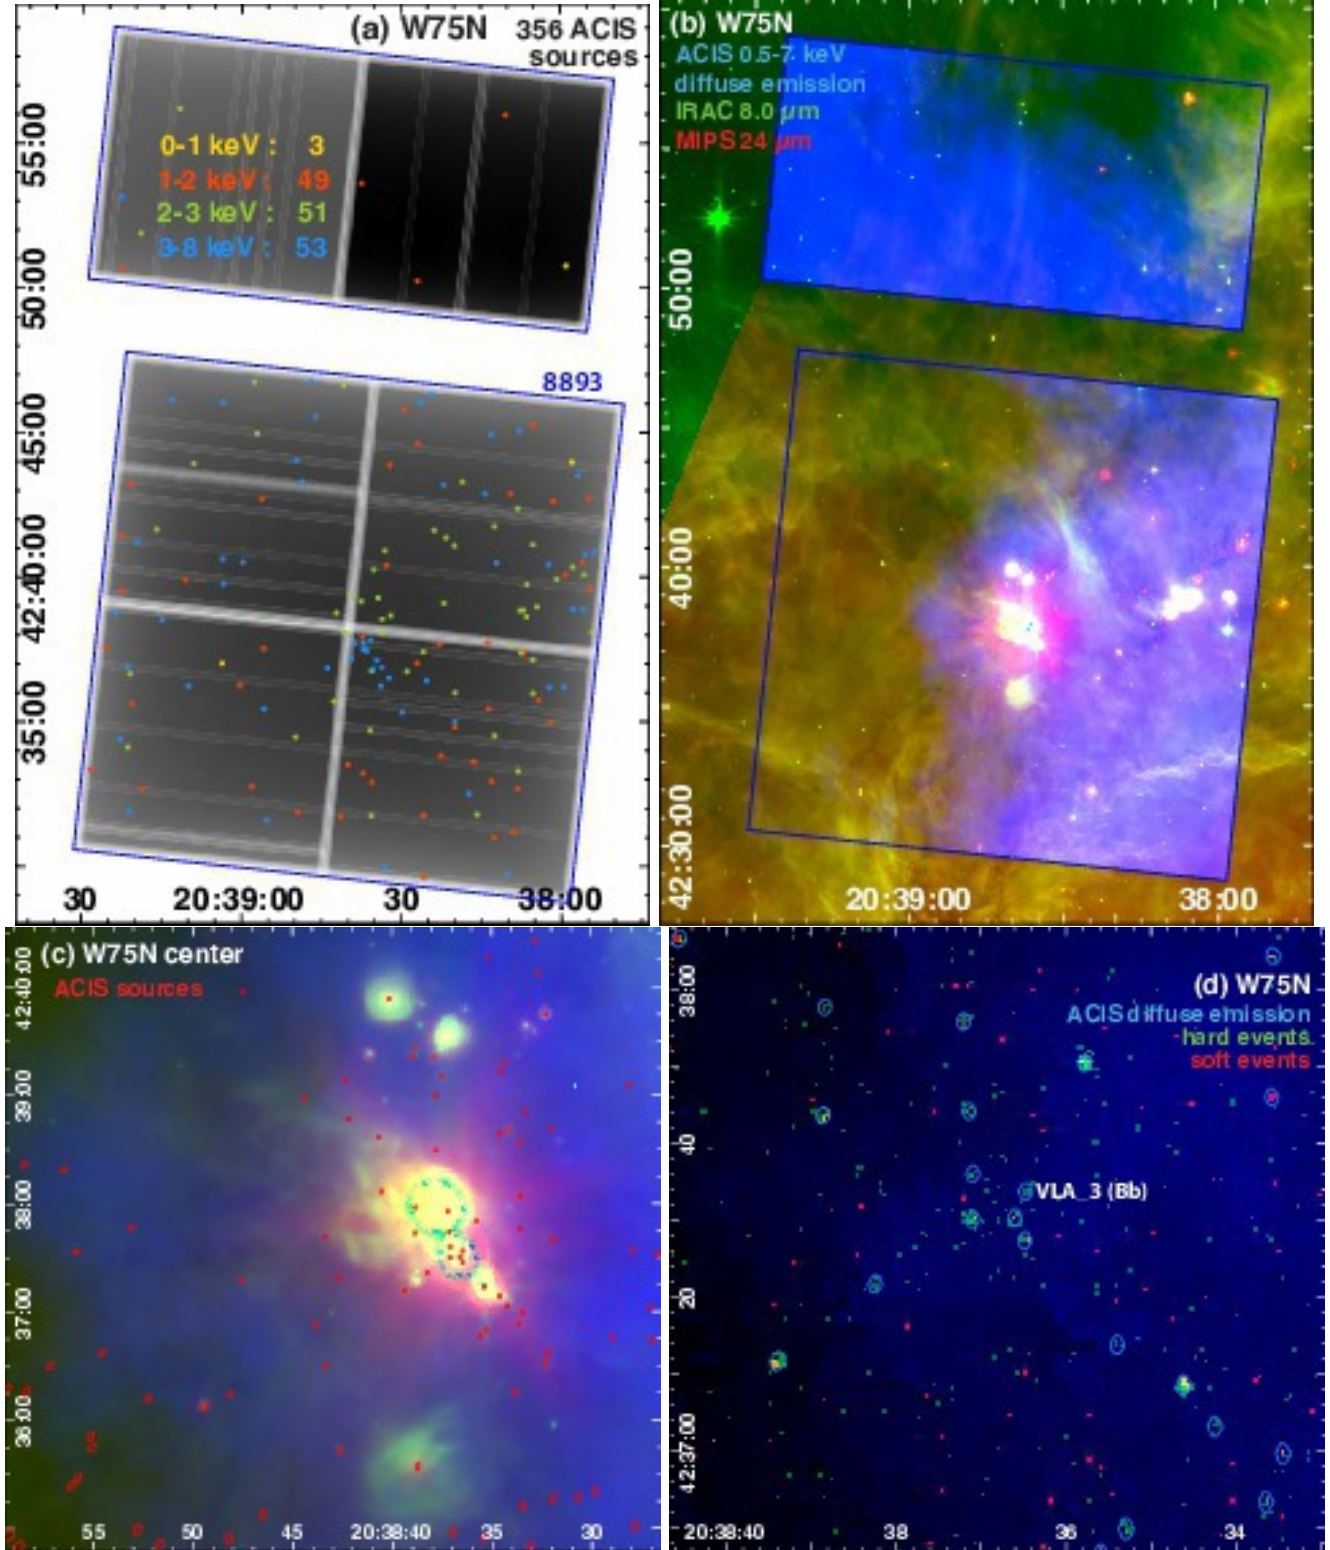 (a) W75N 356 ACIS
sources
0-1 keV : 3
1-2 keV : 49
2-3 keV : 51
3-8 keV : 53
8893
55:00
50:00
45:00
42:40:00
35:00
30 20:39:00 30 38:00
(b) W75N
ACIS 0.5-7 keV
diffuse emission
IRAC 8.0 µm
MIPS 24 µm
50:00
40:00
42:30:00
20:39:00 38:00
(c) W75N center
ACIS sources
42:40:00
39:00
38:00
37:00
36:00
55 50 45 20:38:40 35 30
(d) W75N
ACIS diffuse emission
hard events
soft events
VLA_3 (Bb)
38:00
40
20
42:37:00
20:38:40 38 36 34